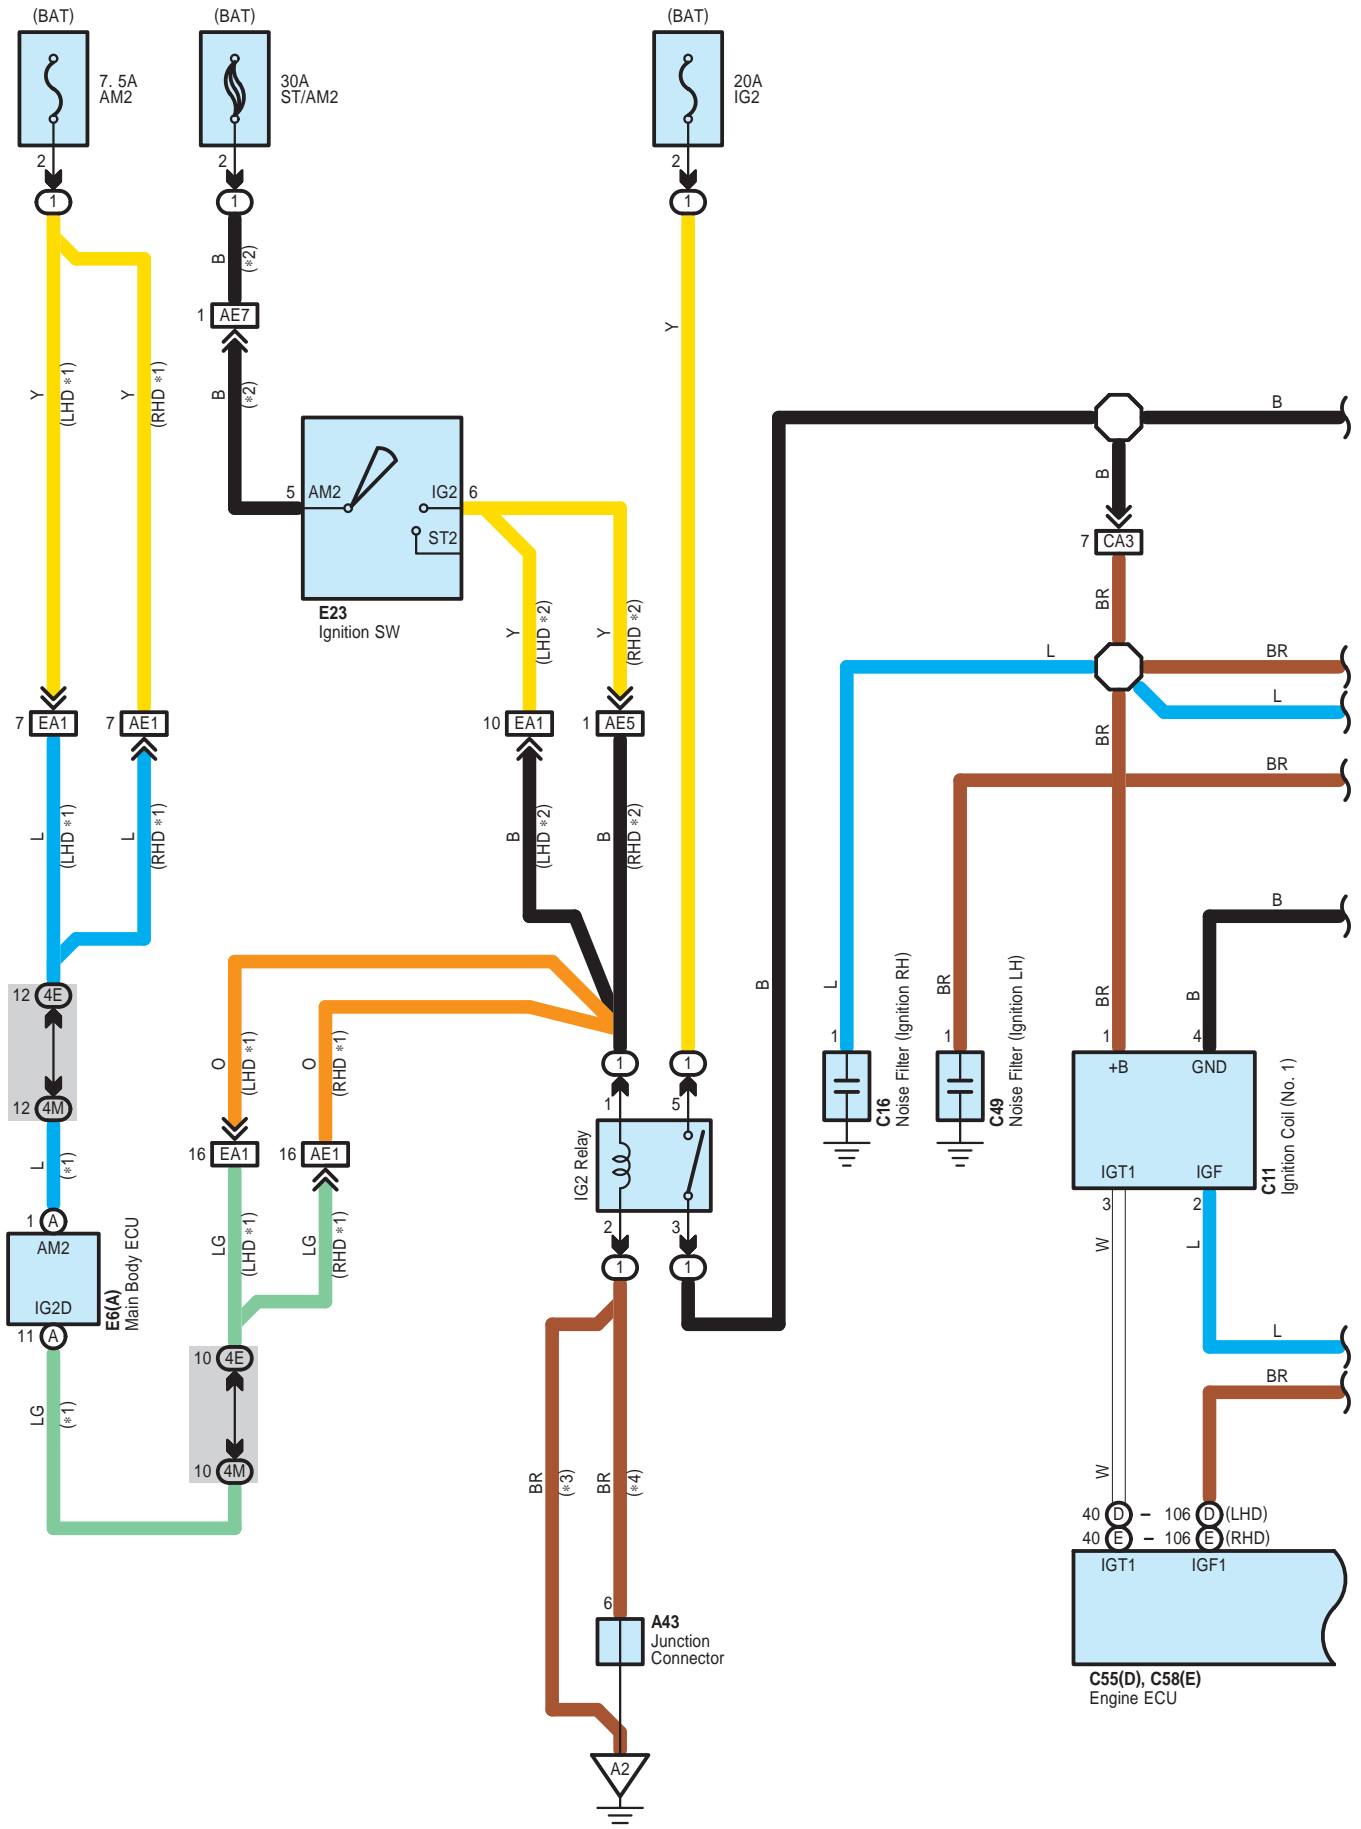 (BAT)
(BAT)
(BAT)
7. 5A
AM2
30A
ST/AM2
20A
IG2
2
2
2
1
1
1
B
(*2)
1
AE7
Y
Y
(LHD *1)
Y
(RHD *1)
B
(*2)
B
B
5
AM2
IG2
6
ST2
7
CA3
E23
Ignition SW
Y
(LHD *2)
Y
(RHD *2)
BR
L
BR
L
7
EA1
7
AE1
10
EA1
1
AE5
BR
BR
L
(LHD *1)
L
(RHD *1)
B
(LHD *2)
B
(RHD *2)
B
B
L
BR
BR
B
12
4E
12
4M
O
(LHD *1)
O
(RHD *1)
1
1
1
5
1
1
1
4
+B
GND
C16
Noise Filter (Ignition RH)
C49
Noise Filter (Ignition LH)
C11
Ignition Coil (No. 1)
IG2 Relay
16
EA1
16
AE1
L
(*1)
IGT1
IGF
3
2
1
A
AM2
IG2D
11
A
E6(A)
Main Body ECU
LG
(LHD *1)
LG
(RHD *1)
2
3
1
1
W
L
L
BR
10
4E
10
4M
LG
(*1)
BR
(*3)
BR
(*4)
W
40
D
–
106
D
(LHD)
40
E
–
106
E
(RHD)
IGT1
IGF1
6
A43
Junction
Connector
C55(D), C58(E)
Engine ECU
A2